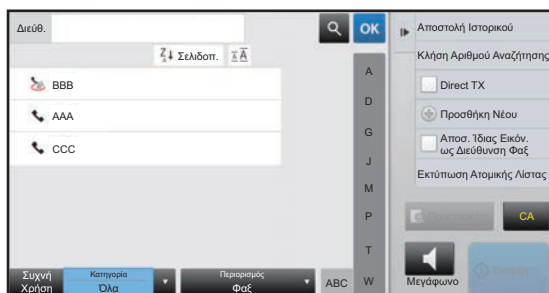 Διεύθ.
OK
Σελιδοπ.
BBB
AAA
CCC
A
D
G
J
M
P
T
W
ABC
Συχνή
Χρήση
Κατηγορία
Όλα
Περιορισμός
Φαξ
Αποστολή Ιστορικού
Κλήση Αριθμού Αναζήτησης
Direct TX
Προσθήκη Νέου
Αποσ. Ίδιας Εικόν.
ως Διεύθυνση Φαξ
Εκτύπωση Ατομικής Λίστας
CA
Μεγάφωνο
Έναρξη